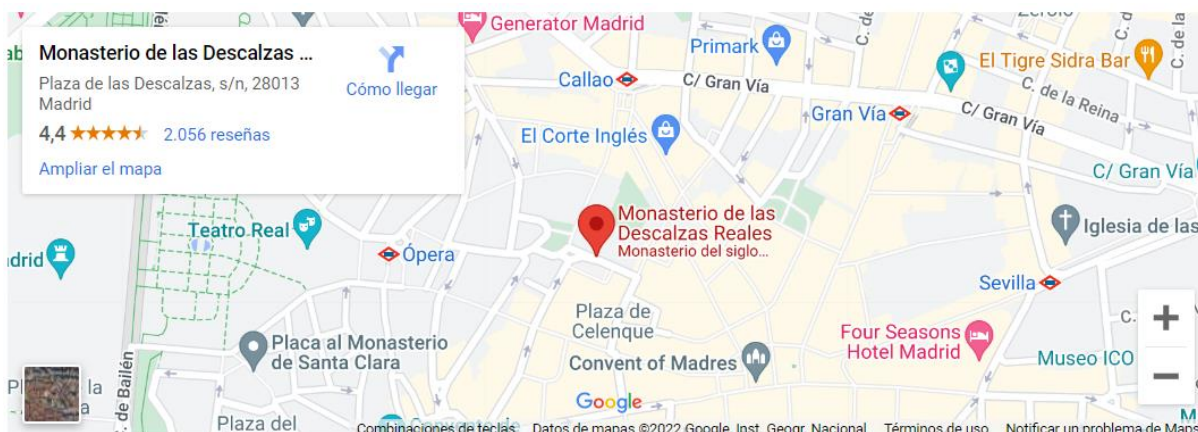 Monasterio de las Descalzas ...
Plaza de las Descalzas, s/n, 28013
Madrid
Cómo llegar
4,4
2.056 reseñas
Ampliar el mapa
Generator Madrid
Primark
El Tigre Sidra Bar
C. de la Reina
Callao
C/ Gran Vía
Gran Vía
C/ Gran Vía
C/ Gran Vía
El Corte Inglés
Monasterio de las
Descalzas Reales
Monasterio del siglo...
Teatro Real
Ópera
Iglesia de las
drid
Sevilla
Plaza de
Celenque
Placa al Monasterio
de Santa Clara
Four Seasons
Hotel Madrid
Convent of Madres
Museo ICO
C. de Bailén
Plaza del
Google
Combinaciones de teclas
Datos de mapas ©2022 Google, Inst. Geogr. Nacional
Términos de uso
Notificar un problema de Maps